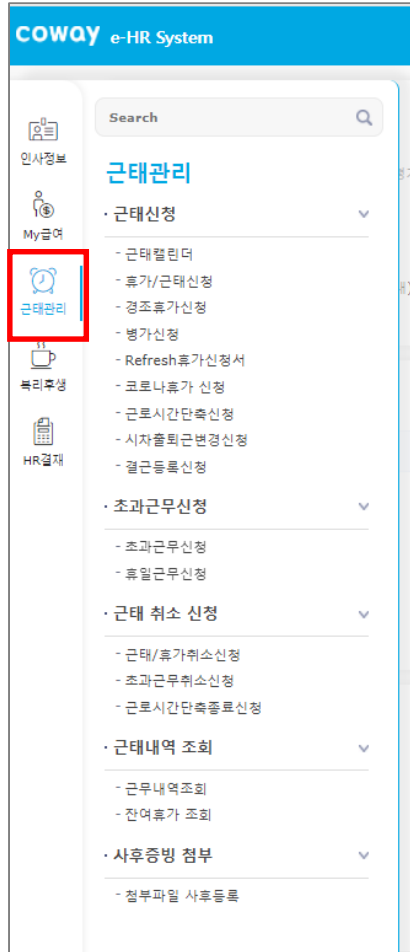 coway e-HR System
Search
인사정보
My급여
근태관리
복리후생
HR결재
근태관리
· 근태신청
- 근태캘린더
- 휴가/근태신청
- 경조휴가신청
- 병가신청
- Refresh휴가신청서
- 코로나휴가 신청
- 근로시간단축신청
- 시차출퇴근변경신청
- 결근등록신청
· 초과근무신청
- 초과근무신청
- 휴일근무신청
· 근태 취소 신청
- 근태/휴가취소신청
- 초과근무취소신청
- 근로시간단축종료신청
· 근태내역 조회
- 근무내역조회
- 잔여휴가 조회
· 사후증빙 첨부
- 첨부파일 사후등록